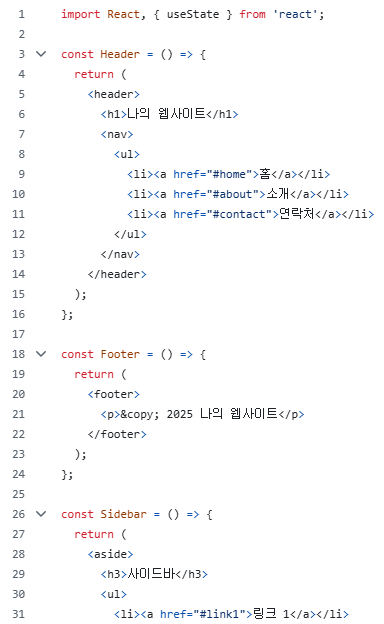 1 import React, { useState } from 'react';
2
3 const Header = () => {
4 return (
5 <header>
6 <h1>나의 웹사이트</h1>
7 <nav>
8 <ul>
9 <li><a href="#home">홈</a></li>
10 <li><a href="#about">소개</a></li>
11 <li><a href="#contact">연락처</a></li>
12 </ul>
13 </nav>
14 </header>
15 );
16 };
17
18 const Footer = () => {
19 return (
20 <footer>
21 <p>&copy; 2025 나의 웹사이트</p>
22 </footer>
23 );
24 };
25
26 const Sidebar = () => {
27 return (
28 <aside>
29 <h3>사이드바</h3>
30 <ul>
31 <li><a href="#link1">링크 1</a></li>